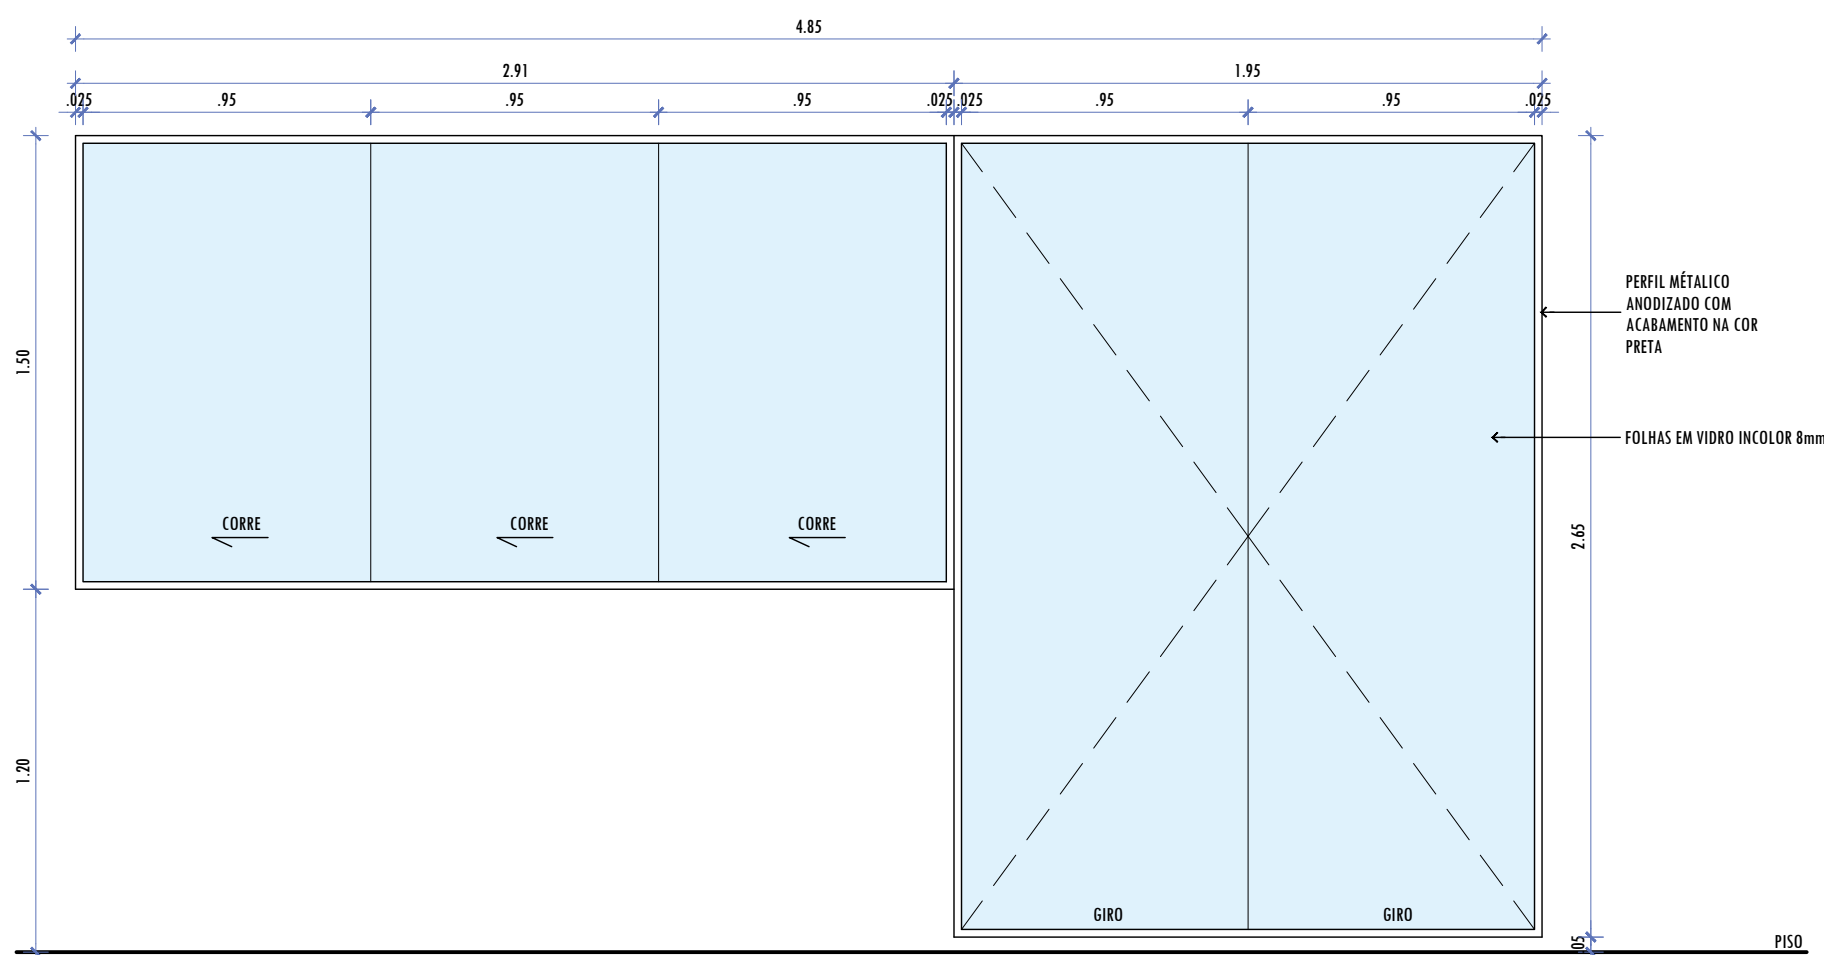 4.85
2.91
1.95
.025
.95
.95
.95
.025
.025
.95
.95
.025
PERFIL MÉTALICO
ANODIZADO COM
ACABAMENTO NA COR
PRETA
1.50
FOLHAS EM VIDRO INCOLOR 8mm
CORRE
CORRE
CORRE
2.65
1.20
GIRO
GIRO
.05
PISO